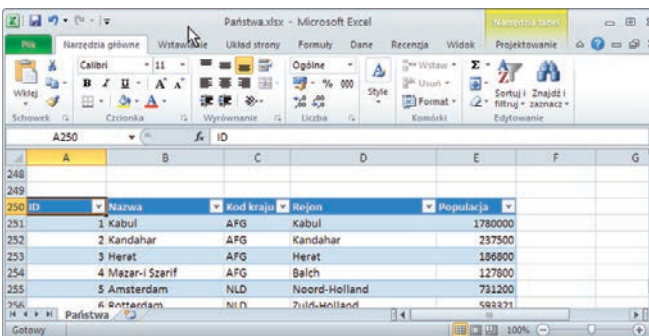 Państwa.xlsx - Microsoft Excel
Narzędzia tabel
Plik Narzędzia główne Wstawianie Układ strony Formuły Dane Recenzja Widok Projektowanie
Wklej
Calibri 11
B I U A A
A
Ogólne
% 000
Style
Wstaw
Usuń
Format
Σ
Sortuj i filtruj
Znajdź i zaznacz
Schowek Czcionka Wyrównanie Liczba Komórki Edytowanie
A250 fx ID
A B C D E F G
248
249
250 ID Nazwa Kod kraju Rejon Populacja
251 1 Kabul AFG Kabul 1780000
252 2 Kandahar AFG Kandahar 237500
253 3 Herat AFG Herat 186800
254 4 Mazar-i Szarif AFG Balch 127800
255 5 Amsterdam NLD Noord-Holland 731200
256 6 Rotterdam NLD Zuid-Holland 593321
Państwa
Gotowy 100%